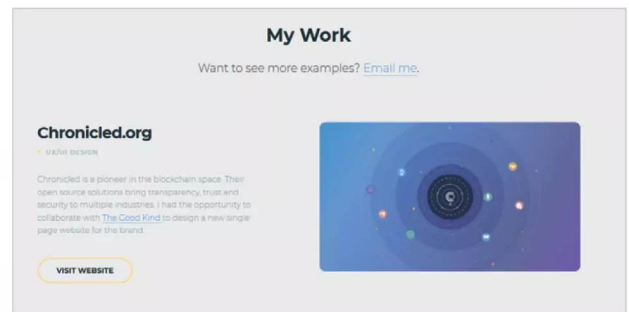 My Work
Want to see more examples? Email me.
Chronicled.org
UX/UI DESIGN
Chronicled is a pioneer in the blockchain space. Their
open source solutions bring transparency, trust and
security to multiple industries. I had the opportunity to
collaborate with The Good Kind to design a new single
page website for the brand.
VISIT WEBSITE